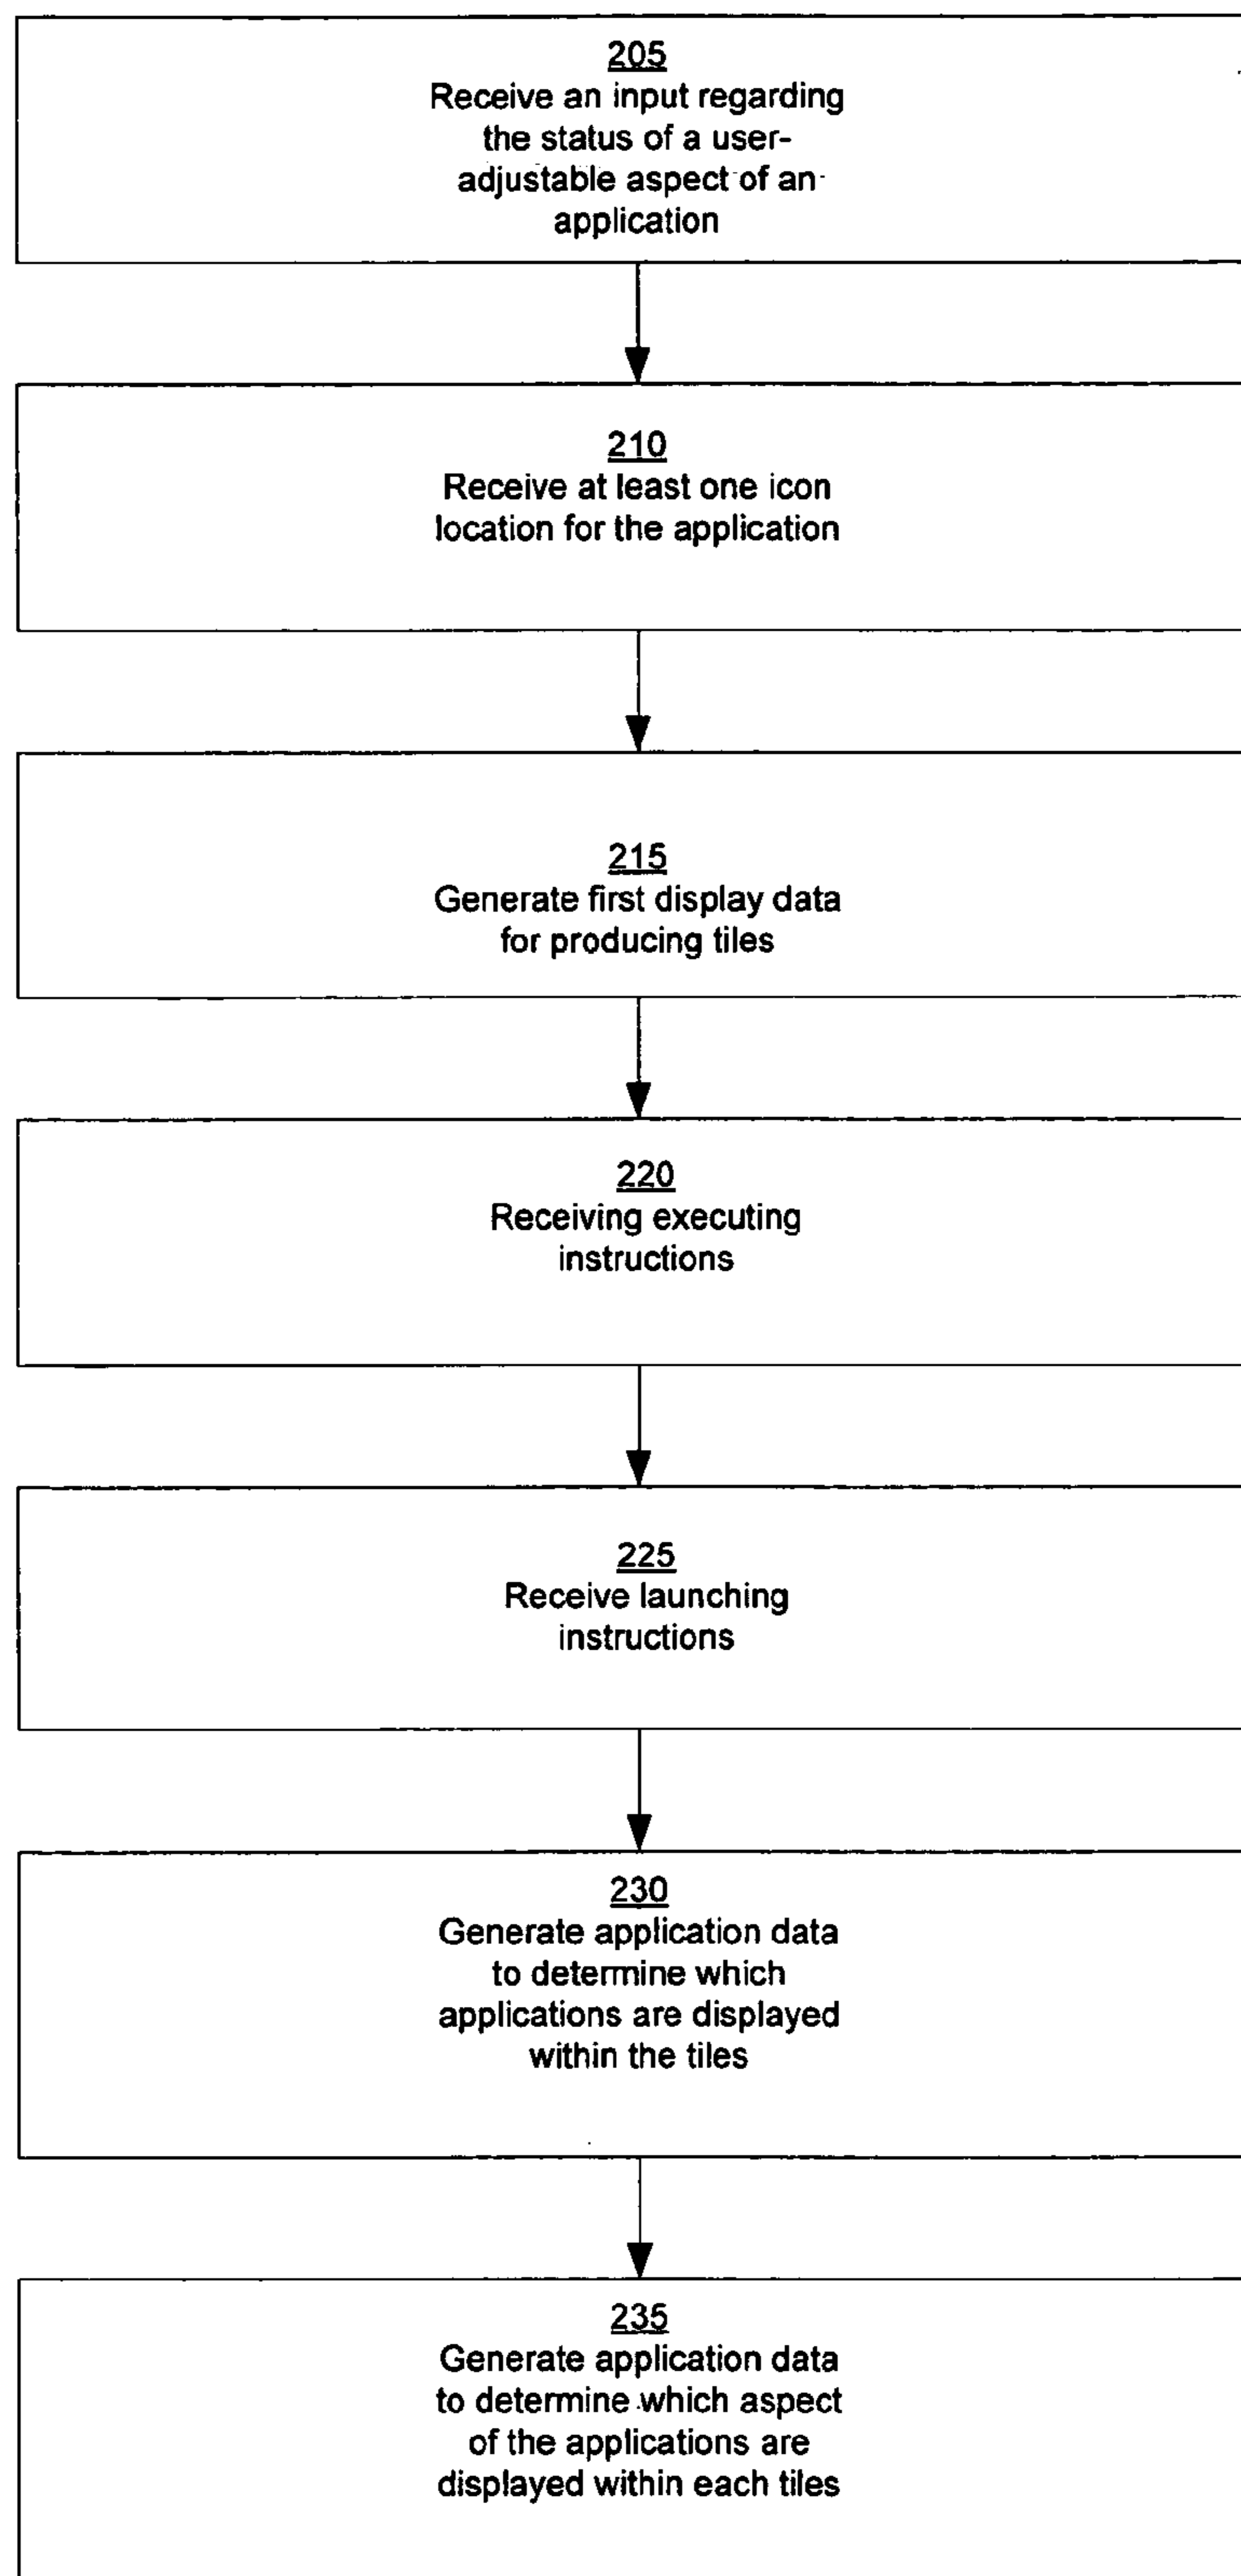 205
Receive an input regarding
the status of a user-
adjustable aspect of an
application
210
Receive at least one icon
location for the application
215
Generate first display data
for producing tiles
220
Receiving executing
instructions
225
Receive launching
instructions
230
Generate application data
to determine which
applications are displayed
within the tiles
235
Generate application data
to determine which aspect
of the applications are
displayed within each tiles